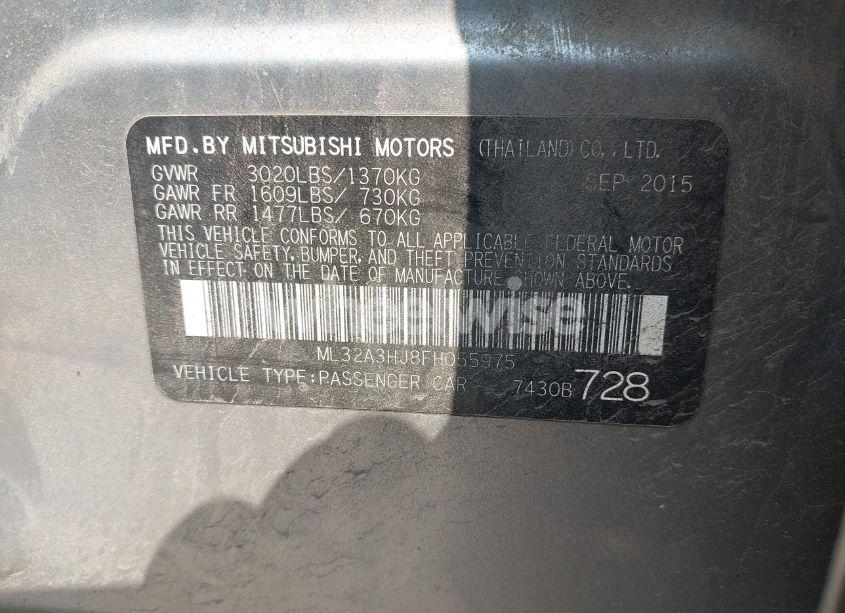 MFD.BY MITSUBISHI MOTORS (THAILAND) CO.,LTD.
GVWR 3020LBS/1370KG SEP 2015
GAWR FR 1609LBS/ 730KG
GAWR RR 1477LBS/ 670KG
THIS VEHICLE CONFORMS TO ALL APPLICABLE FEDERAL MOTOR
VEHICLE SAFETY, BUMPER, AND THEFT PREVENTION STANDARDS
IN EFFECT ON THE DATE OF MANUFACTURE SHOWN ABOVE.
ML32A3HJ8FH055975
VEHICLE TYPE:PASSENGER CAR 7430B 728